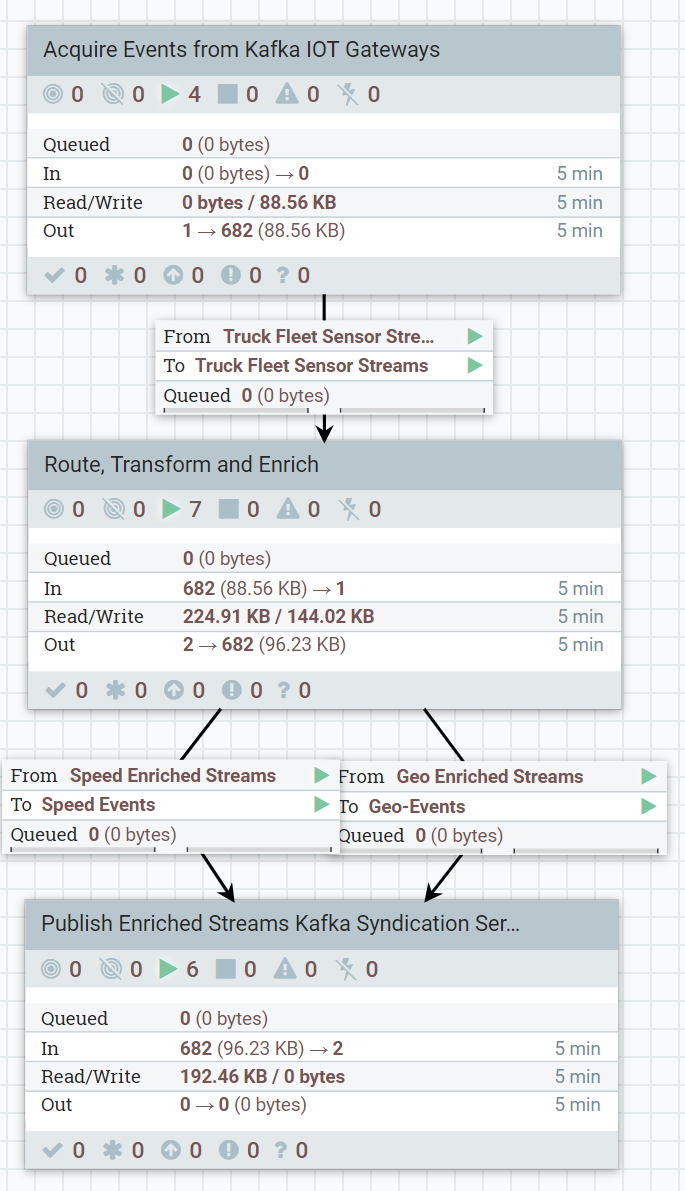 Acquire Events from Kafka IOT Gateways
0 0 4 0 0 0
Queued 0 (0 bytes)
In 0 (0 bytes) → 0 5 min
Read/Write 0 bytes / 88.56 KB 5 min
Out 1 → 682 (88.56 KB) 5 min
0 0 0 0 ? 0
From Truck Fleet Sensor Stre...
To Truck Fleet Sensor Streams
Queued 0 (0 bytes)
Route, Transform and Enrich
0 0 7 0 0 0
Queued 0 (0 bytes)
In 682 (88.56 KB) → 1 5 min
Read/Write 224.91 KB / 144.02 KB 5 min
Out 2 → 682 (96.23 KB) 5 min
0 0 0 0 ? 0
From Speed Enriched Streams
To Speed Events
Queued 0 (0 bytes)
From Geo Enriched Streams
To Geo-Events
Queued 0 (0 bytes)
Publish Enriched Streams Kafka Syndication Ser...
0 0 6 0 0 0
Queued 0 (0 bytes)
In 682 (96.23 KB) → 2 5 min
Read/Write 192.46 KB / 0 bytes 5 min
Out 0 → 0 (0 bytes) 5 min
0 0 0 0 ? 0